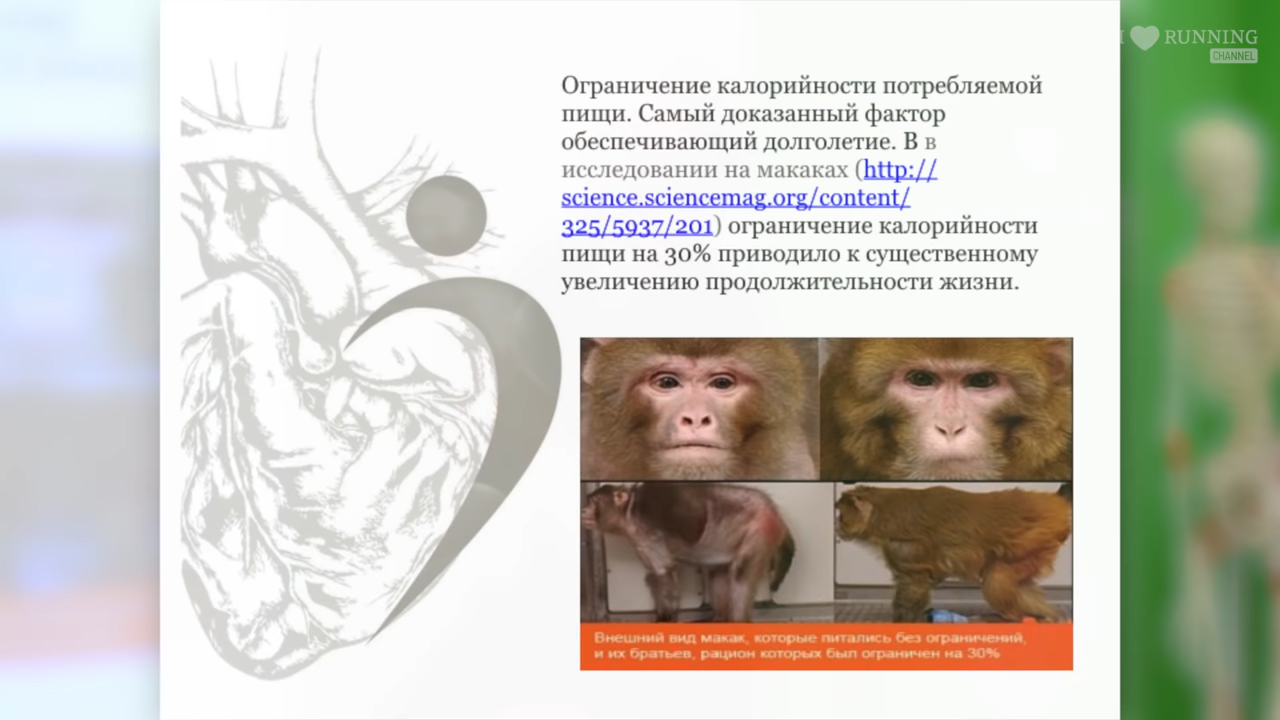 I RUNNING
CHANNEL
Ограничение калорийности потребляемой
пищи. Самый доказанный фактор
обеспечивающий долголетие. В в
исследовании на макаках (http://
science.sciencemag.org/content/
325/5937/201) ограничение калорийности
пищи на 30% приводило к существенному
увеличению продолжительности жизни.
Внешний вид макак, которые питались без ограничений,
и их братьев, рацион которых был ограничен на 30%